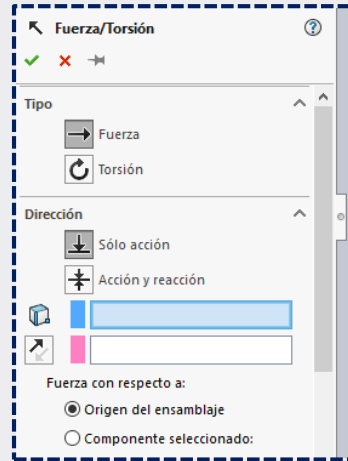 Fuerza/Torsión
Tipo
Fuerza
Torsión
Dirección
Sólo acción
Acción y reacción
Fuerza con respecto a:
Origen del ensamblaje
Componente seleccionado: